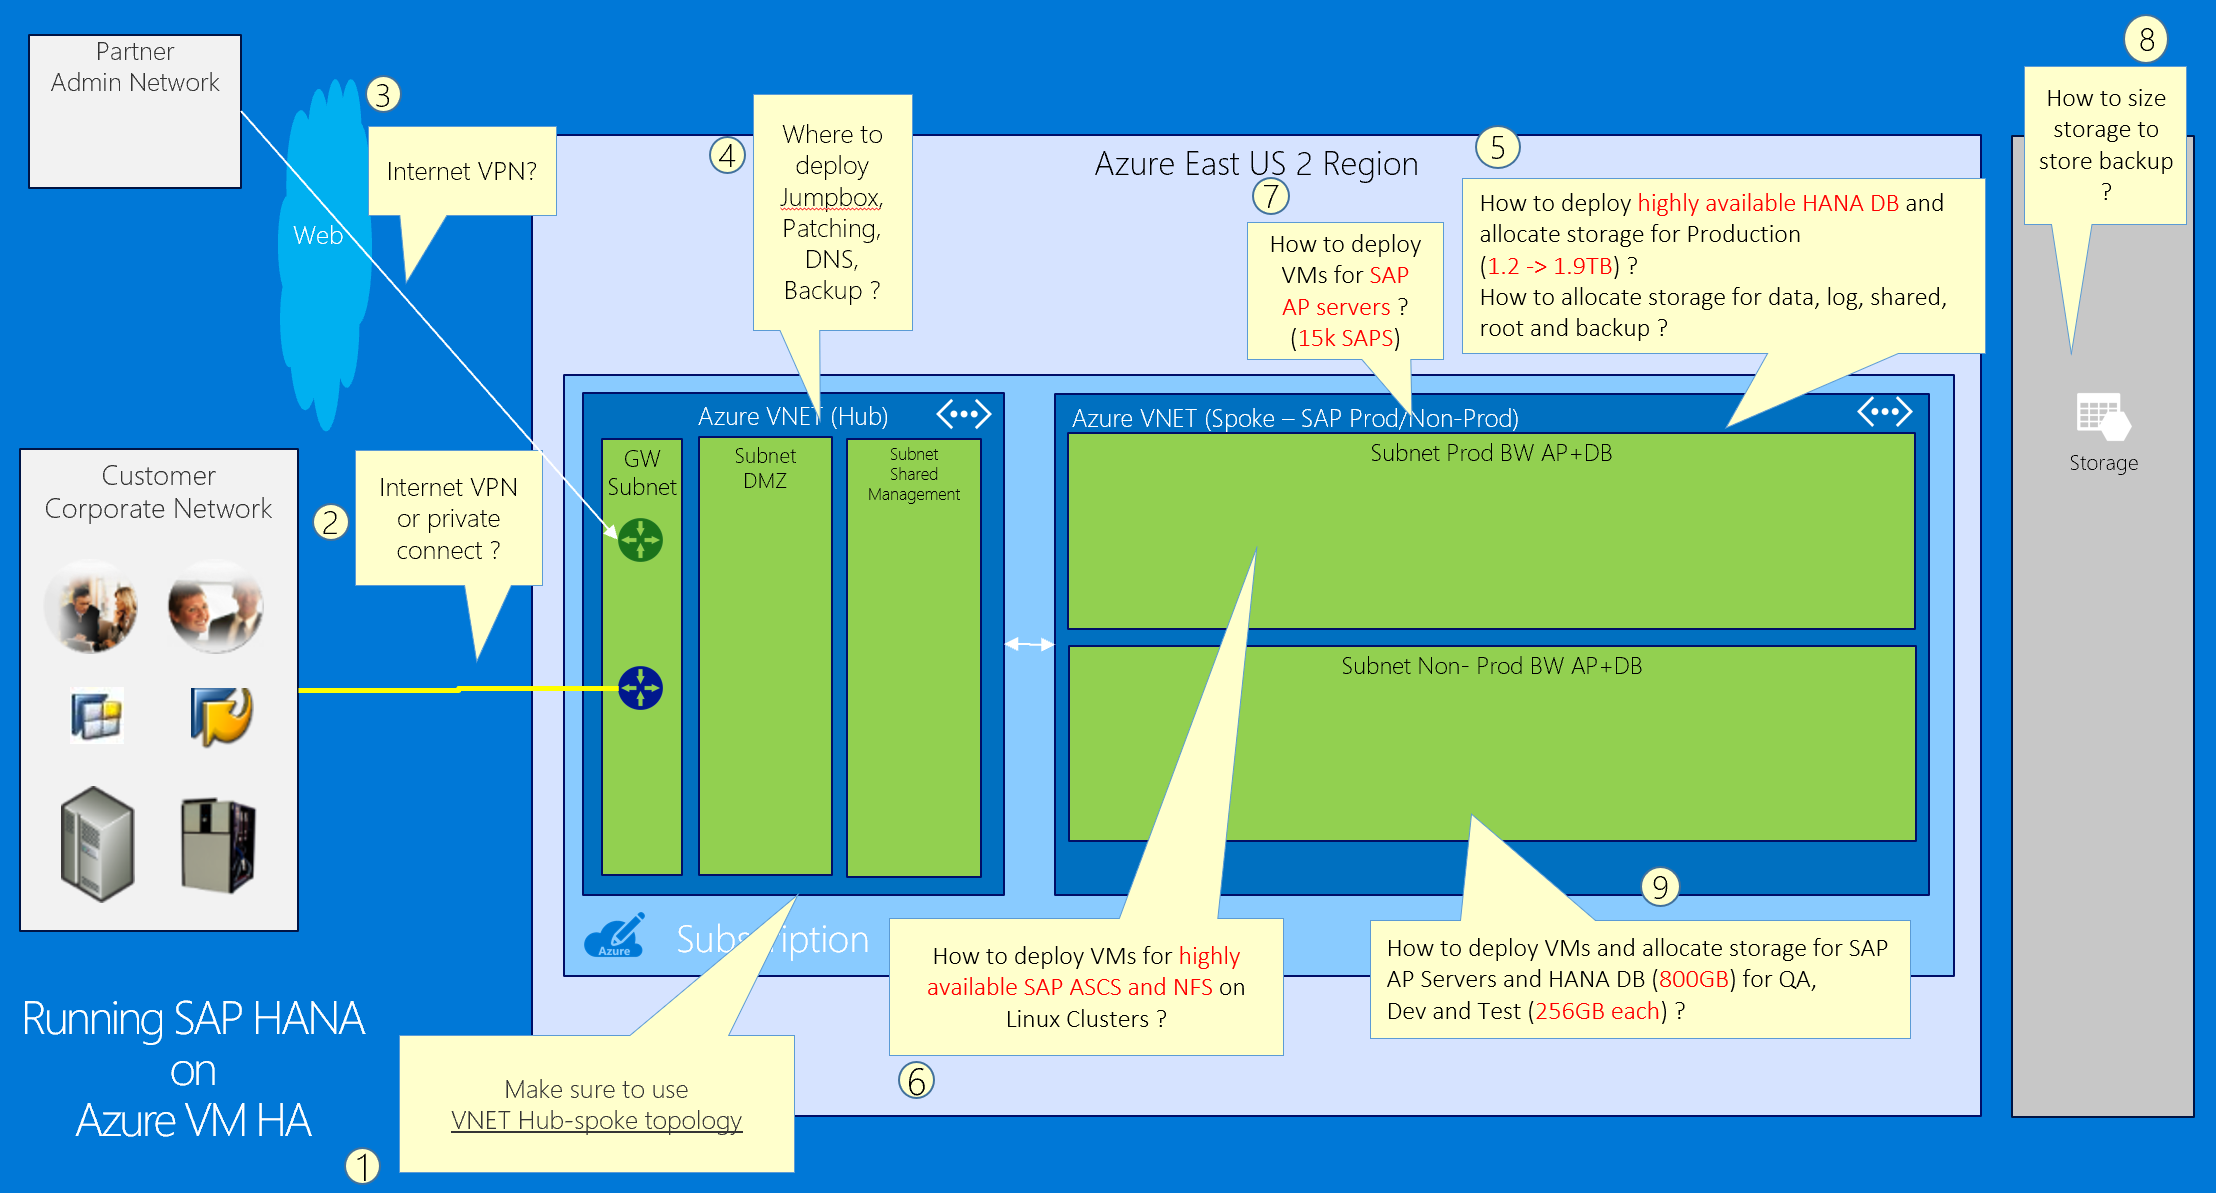 Partner
Admin Network
3
Internet VPN?
Web
4
Where to
deploy
Jumpbox,
Patching,
DNS,
Backup ?
Azure East US 2 Region
7
How to deploy
VMs for SAP
AP servers ?
(15k SAPS)
5
How to deploy highly available HANA DB and
allocate storage for Production
(1.2 -> 1.9TB) ?
How to allocate storage for data, log, shared,
root and backup ?
8
How to size
storage to
store backup
?
Storage
Customer
Corporate Network
2
Internet VPN
or private
connect ?
Azure VNET (Hub)
GW
Subnet
Subnet
DMZ
Subnet
Shared
Management
Azure VNET (Spoke – SAP Prod/Non-Prod)
Subnet Prod BW AP+DB
Subnet Non- Prod BW AP+DB
Azure
Subscription
6
How to deploy VMs for highly
available SAP ASCS and NFS on
Linux Clusters ?
9
How to deploy VMs and allocate storage for SAP
AP Servers and HANA DB (800GB) for QA,
Dev and Test (256GB each) ?
Running SAP HANA
on
Azure VM HA
1
Make sure to use
VNET Hub-spoke topology